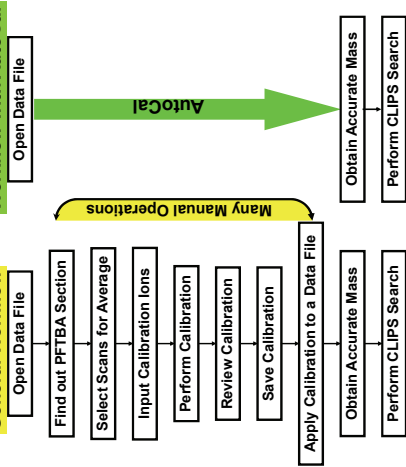 Open Data File
Find out PFTBA Section
Select Scans for Average
Input Calibration Ions
Perform Calibration
Review Calibration
Save Calibration
Apply Calibration to a Data File
Obtain Accurate Mass
Perform CLIPS Search
Many Manual Operations
Open Data File
AutoCal
Obtain Accurate Mass
Perform CLIPS Search